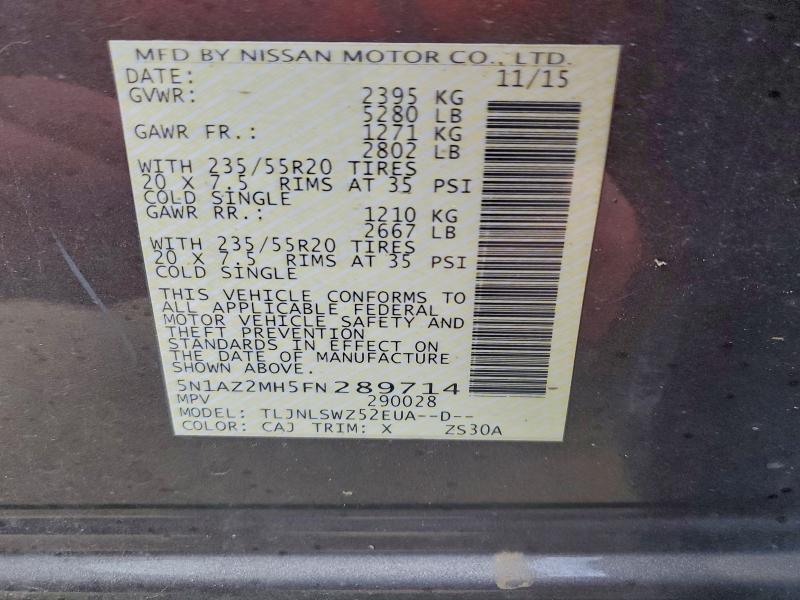 MFD BY NISSAN MOTOR CO., LTD.
DATE: 11/15
GVWR: 2395 KG
5280 LB
GAWR FR.: 1271 KG
2802 LB
WITH 235/55R20 TIRES
20 X 7.5 RIMS AT 35 PSI
COLD SINGLE
GAWR RR.: 1210 KG
2667 LB
WITH 235/55R20 TIRES
20 X 7.5 RIMS AT 35 PSI
COLD SINGLE
THIS VEHICLE CONFORMS TO
ALL APPLICABLE FEDERAL
MOTOR VEHICLE SAFETY AND
THEFT PREVENTION
STANDARDS IN EFFECT ON
THE DATE OF MANUFACTURE
SHOWN ABOVE.
5N1AZ2MH5FN289714
MPV 290028
MODEL: TLJNLSWZ52EUA--D--
COLOR: CAJ TRIM: X ZS30A